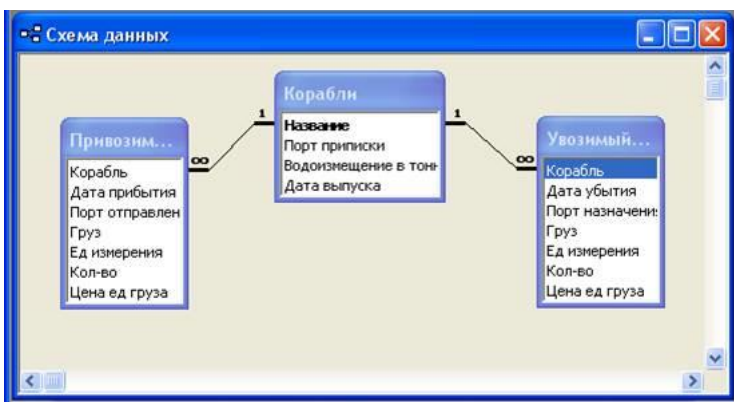 Схема данных
Привозим...
Корабль
Дата прибытия
Порт отправлен
Груз
Ед измерения
Кол-во
Цена ед груза
1
∞
Корабли
Название
Порт приписки
Водоизмещение в тонн
Дата выпуска
1
∞
Увозимый...
Корабль
Дата убытия
Порт назначения
Груз
Ед измерения
Кол-во
Цена ед груза